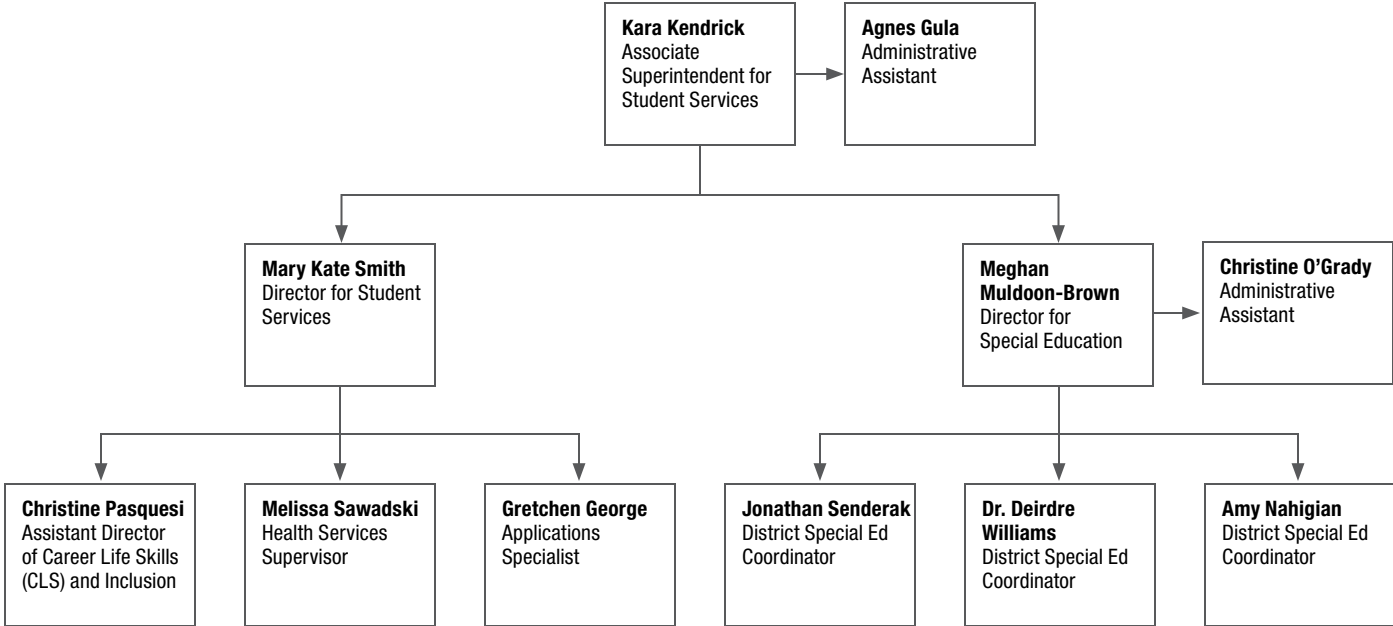 Kara Kendrick
Associate
Superintendent for
Student Services
Agnes Gula
Administrative
Assistant
Mary Kate Smith
Director for Student
Services
Meghan
Muldoon-Brown
Director for
Special Education
Christine O’Grady
Administrative
Assistant
Christine Pasquesi
Assistant Director
of Career Life Skills
(CLS) and Inclusion
Melissa Sawadski
Health Services
Supervisor
Gretchen George
Applications
Specialist
Jonathan Senderak
District Special Ed
Coordinator
Dr. Deirdre
Williams
District Special Ed
Coordinator
Amy Nahigian
District Special Ed
Coordinator